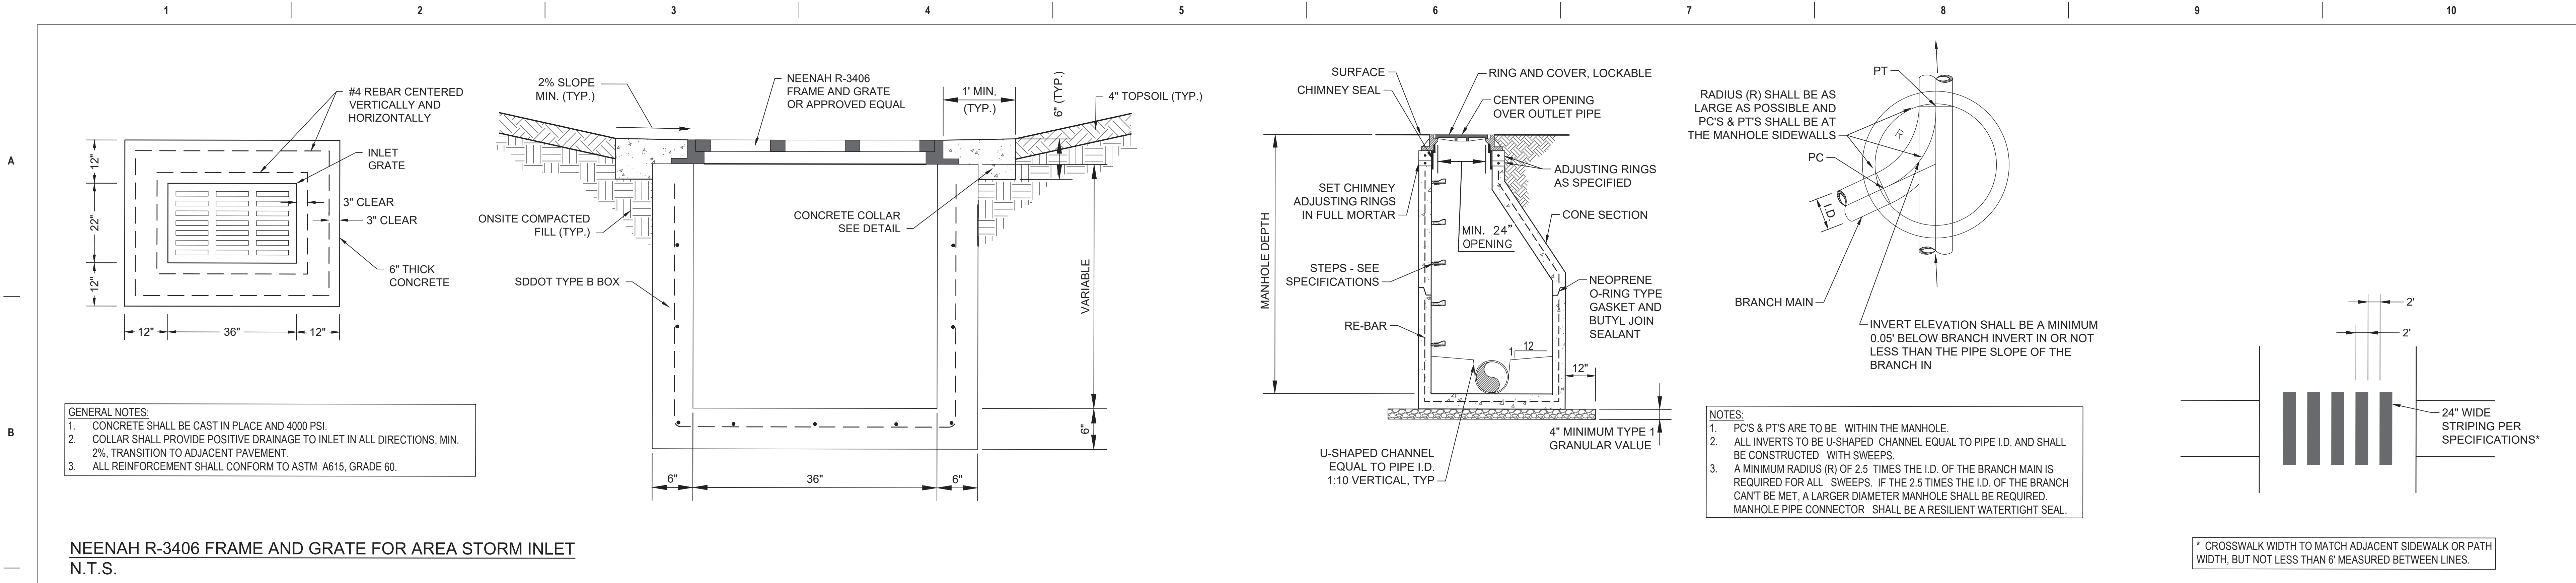 1 2 3 4 5 6 7 8 9 10
A
B
#4 REBAR CENTERED
VERTICALLY AND
HORIZONTALLY
INLET
GRATE
3" CLEAR
3" CLEAR
6" THICK
CONCRETE
12"
22"
12"
12"
36"
12"
GENERAL NOTES:
1. CONCRETE SHALL BE CAST IN PLACE AND 4000 PSI.
2. COLLAR SHALL PROVIDE POSITIVE DRAINAGE TO INLET IN ALL DIRECTIONS, MIN.
2%, TRANSITION TO ADJACENT PAVEMENT.
3. ALL REINFORCEMENT SHALL CONFORM TO ASTM A615, GRADE 60.
NEENAH R-3406 FRAME AND GRATE FOR AREA STORM INLET
N.T.S.
2% SLOPE
MIN. (TYP.)
NEENAH R-3406
FRAME AND GRATE
OR APPROVED EQUAL
1' MIN.
(TYP.)
6" (TYP.)
4" TOPSOIL (TYP.)
ONSITE COMPACTED
FILL (TYP.)
CONCRETE COLLAR
SEE DETAIL
SDDOT TYPE B BOX
VARIABLE
6"
6"
36"
6"
SURFACE
CHIMNEY SEAL
RING AND COVER, LOCKABLE
CENTER OPENING
OVER OUTLET PIPE
ADJUSTING RINGS
AS SPECIFIED
SET CHIMNEY
ADJUSTING RINGS
IN FULL MORTAR
CONE SECTION
MIN. 24"
OPENING
MANHOLE DEPTH
STEPS - SEE
SPECIFICATIONS
NEOPRENE
O-RING TYPE
GASKET AND
BUTYL JOIN
SEALANT
RE-BAR
1
12
12"
4" MINIMUM TYPE 1
GRANULAR VALUE
U-SHAPED CHANNEL
EQUAL TO PIPE I.D.
1:10 VERTICAL, TYP
PT
RADIUS (R) SHALL BE AS
LARGE AS POSSIBLE AND
PC'S & PT'S SHALL BE AT
THE MANHOLE SIDEWALLS
R
PC
I.D.
BRANCH MAIN
INVERT ELEVATION SHALL BE A MINIMUM
0.05' BELOW BRANCH INVERT IN OR NOT
LESS THAN THE PIPE SLOPE OF THE
BRANCH IN
NOTES:
1. PC'S & PT'S ARE TO BE WITHIN THE MANHOLE.
2. ALL INVERTS TO BE U-SHAPED CHANNEL EQUAL TO PIPE I.D. AND SHALL
BE CONSTRUCTED WITH SWEEPS.
3. A MINIMUM RADIUS (R) OF 2.5 TIMES THE I.D. OF THE BRANCH MAIN IS
REQUIRED FOR ALL SWEEPS. IF THE 2.5 TIMES THE I.D. OF THE BRANCH
CAN'T BE MET, A LARGER DIAMETER MANHOLE SHALL BE REQUIRED.
MANHOLE PIPE CONNECTOR SHALL BE A RESILIENT WATERTIGHT SEAL.
2'
2'
24" WIDE
STRIPING PER
SPECIFICATIONS*
* CROSSWALK WIDTH TO MATCH ADJACENT SIDEWALK OR PATH
WIDTH, BUT NOT LESS THAN 6' MEASURED BETWEEN LINES.